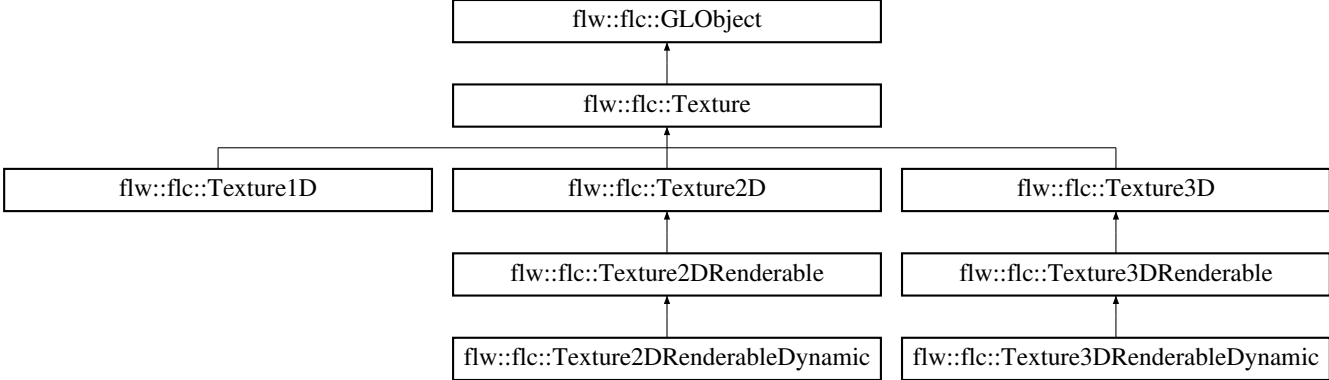 flw::flc::GLObject
flw::flc::Texture
flw::flc::Texture1D
flw::flc::Texture2D
flw::flc::Texture3D
flw::flc::Texture2DRenderable
flw::flc::Texture3DRenderable
flw::flc::Texture2DRenderableDynamic
flw::flc::Texture3DRenderableDynamic